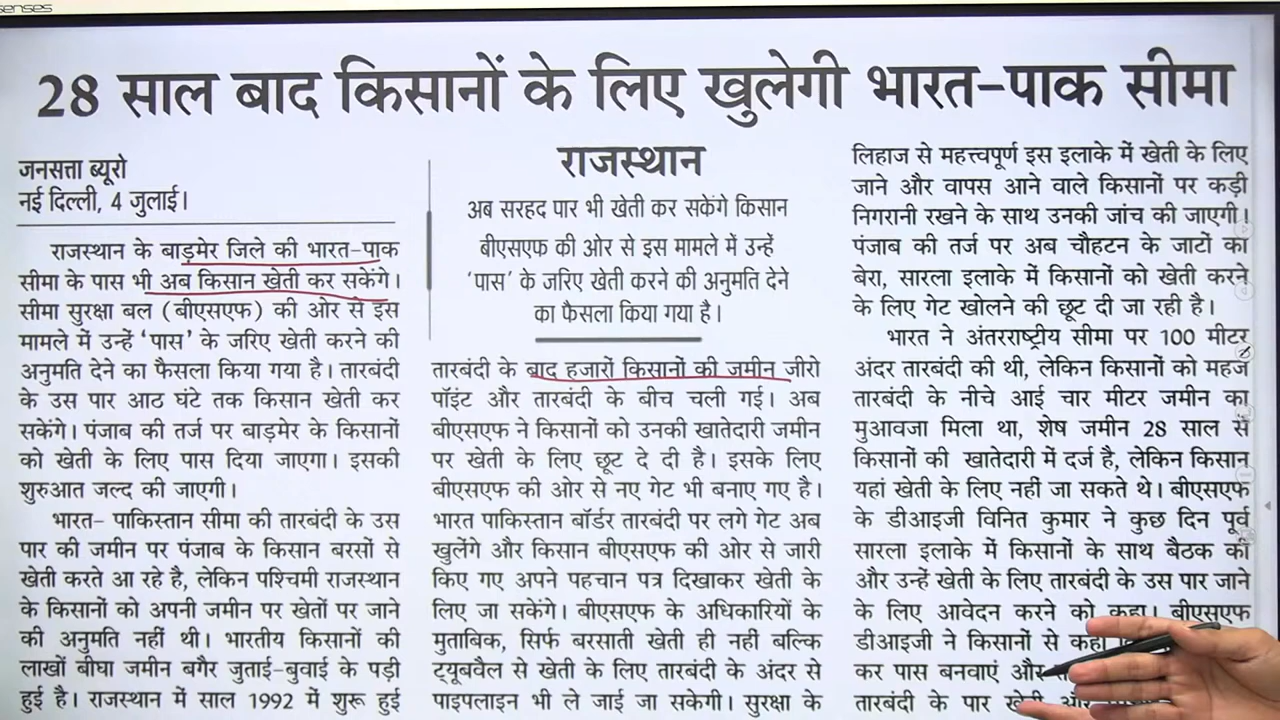 senses
28 साल बाद किसानों के लिए खुलेगी भारत-पाक सीमा
जनसत्ता ब्यूरो
नई दिल्ली, 4 जुलाई।
राजस्थान के बाड़मेर जिले की भारत-पाक
सीमा के पास भी अब किसान खेती कर सकेंगे।
सीमा सुरक्षा बल (बीएसएफ) की ओर से इस
मामले में उन्हें 'पास' के जरिए खेती करने की
अनुमति देने का फैसला किया गया है। तारबंदी
के उस पार आठ घंटे तक किसान खेती कर
सकेंगे। पंजाब की तर्ज पर बाड़मेर के किसानों
को खेती के लिए पास दिया जाएगा। इसकी
शुरुआत जल्द की जाएगी।
भारत- पाकिस्तान सीमा की तारबंदी के उस
पार की जमीन पर पंजाब के किसान बरसों से
खेती करते आ रहे है, लेकिन पश्चिमी राजस्थान
के किसानों को अपनी जमीन पर खेतों पर जाने
की अनुमति नहीं थी। भारतीय किसानों की
लाखों बीघा जमीन बगैर जुताई-बुवाई के पड़ी
हुई है। राजस्थान में साल 1992 में शुरू हुई
राजस्थान
अब सरहद पार भी खेती कर सकेंगे किसान
बीएसएफ की ओर से इस मामले में उन्हें
'पास' के जरिए खेती करने की अनुमति देने
का फैसला किया गया है।
तारबंदी के बाद हजारों किसानों की जमीन जीरो
पॉइंट और तारबंदी के बीच चली गई। अब
बीएसएफ ने किसानों को उनकी खातेदारी जमीन
पर खेती के लिए छूट दे दी है। इसके लिए
बीएसएफ की ओर से नए गेट भी बनाए गए है।
भारत पाकिस्तान बॉर्डर तारबंदी पर लगे गेट अब
खुलेंगे और किसान बीएसएफ की ओर से जारी
किए गए अपने पहचान पत्र दिखाकर खेती के
लिए जा सकेंगे। बीएसएफ के अधिकारियों के
मुताबिक, सिर्फ बरसाती खेती ही नहीं बल्कि
ट्यूबवैल से खेती के लिए तारबंदी के अंदर से
पाइपलाइन भी ले जाई जा सकेगी। सुरक्षा के
लिहाज से महत्त्वपूर्ण इस इलाके में खेती के लिए
जाने और वापस आने वाले किसानों पर कड़ी
निगरानी रखने के साथ उनकी जांच की जाएगी।
पंजाब की तर्ज पर अब चौहटन के जाटों का
बेरा, सारला इलाके में किसानों को खेती करने
के लिए गेट खोलने की छूट दी जा रही है।
भारत ने अंतरराष्ट्रीय सीमा पर 100 मीटर
अंदर तारबंदी की थी, लेकिन किसानों को महज
तारबंदी के नीचे आई चार मीटर जमीन का
मुआवजा मिला था, शेष जमीन 28 साल से
किसानों की खातेदारी में दर्ज है, लेकिन किसान
यहां खेती के लिए नहीं जा सकते थे। बीएसएफ
के डीआइजी विनित कुमार ने कुछ दिन पूर्व
सारला इलाके में किसानों के साथ बैठक की
और उन्हें खेती के लिए तारबंदी के उस पार जाने
के लिए आवेदन करने को कहा। बीएसएफ
डीआइजी ने किसानों से कहा
कर पास बनवाएं और
तारबंदी के पार